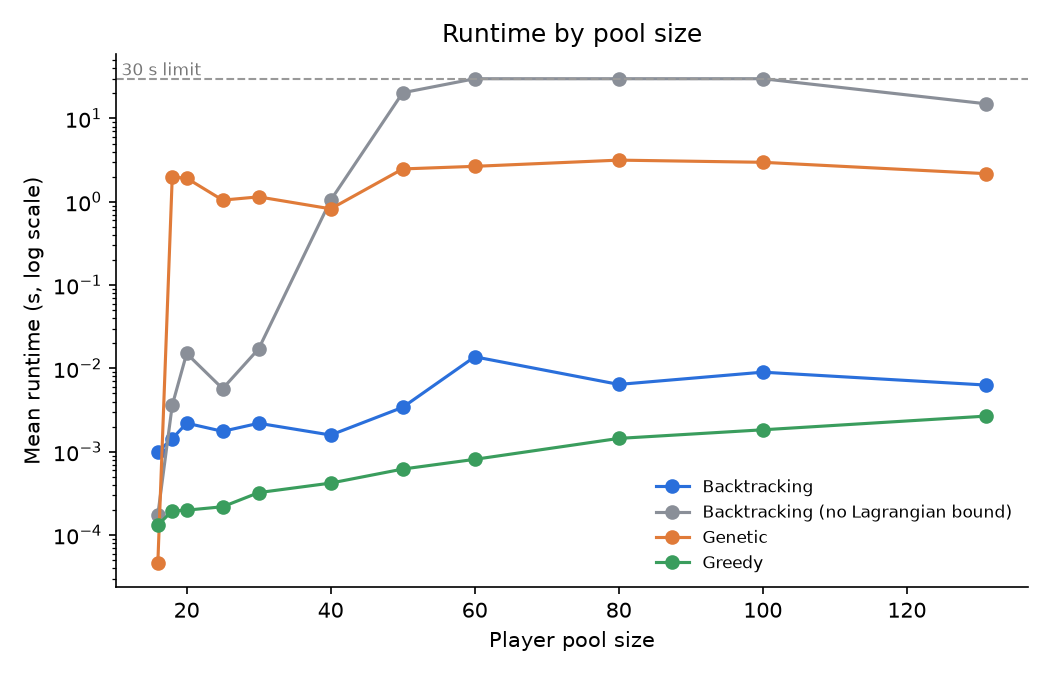 Runtime by pool size
30 s limit
Mean runtime (s, log scale)
10¹
10⁰
10⁻¹
10⁻²
10⁻³
10⁻⁴
Backtracking
Backtracking (no Lagrangian bound)
Genetic
Greedy
20 40 60 80 100 120
Player pool size